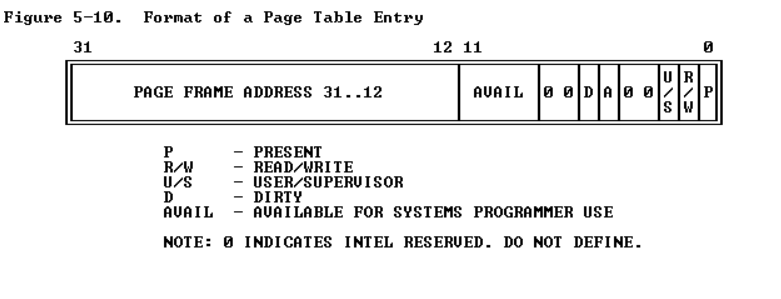 Figure 5-10.  Format of a Page Table Entry
31 12 11 0
PAGE FRAME ADDRESS 31..12 AVAIL 0 0 D A 0 0 U/S R/W P
P - PRESENT
R/W - READ/WRITE
U/S - USER/SUPERVISOR
D - DIRTY
AVAIL - AVAILABLE FOR SYSTEMS PROGRAMMER USE
NOTE: 0 INDICATES INTEL RESERVED. DO NOT DEFINE.